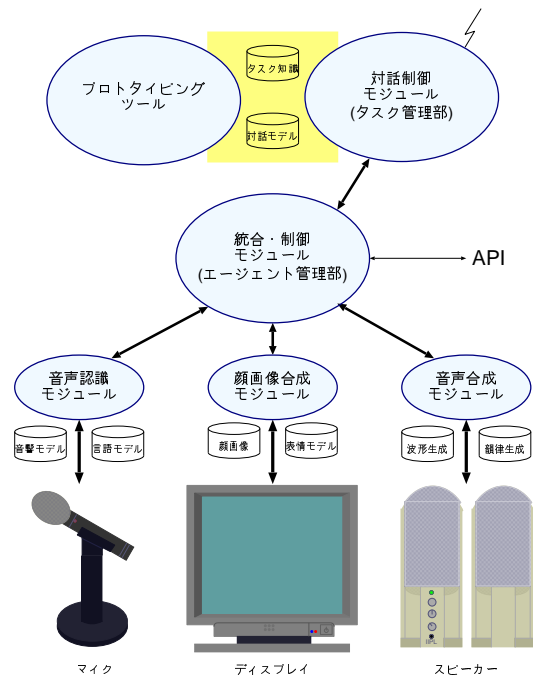 タスク知識
プロトタイピング
ツール
対話制御
モジュール
(タスク管理部)
対話モデル
統合・制御
モジュール
(エージェント管理部)
API
音声認識
モジュール
顔画像合成
モジュール
音声合成
モジュール
音響モデル
言語モデル
顔画像
表情モデル
波形生成
韻律生成
マイク
ディスプレイ
スピーカー